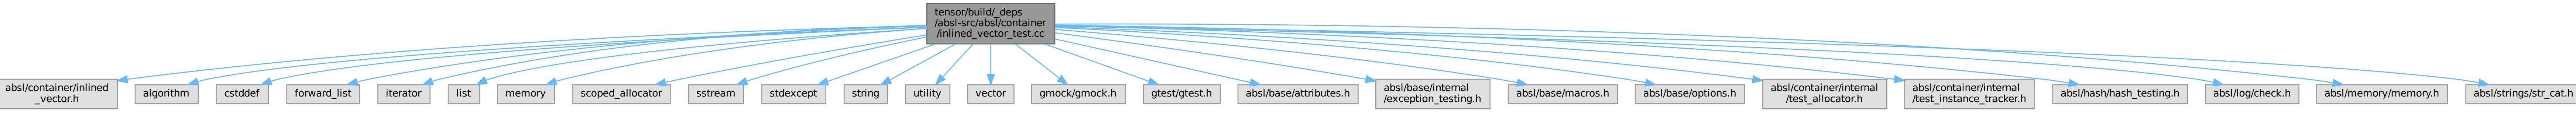 tensor/build/_deps
/absl-src/absl/container
/inlined_vector_test.cc
absl/container/inlined
_vector.h
algorithm
cstddef
forward_list
iterator
list
memory
scoped_allocator
sstream
stdexcept
string
utility
vector
gmock/gmock.h
gtest/gtest.h
absl/base/attributes.h
absl/base/internal
/exception_testing.h
absl/base/macros.h
absl/base/options.h
absl/container/internal
/test_allocator.h
absl/container/internal
/test_instance_tracker.h
absl/hash/hash_testing.h
absl/log/check.h
absl/memory/memory.h
absl/strings/str_cat.h